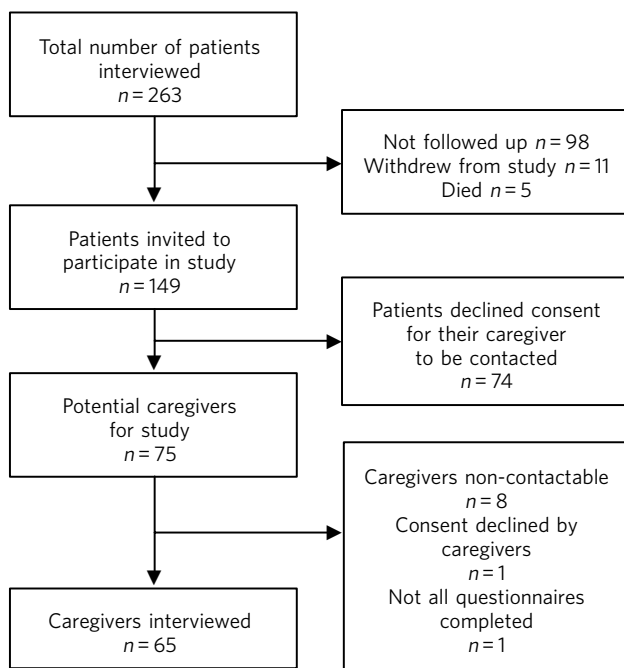 Total number of patients
interviewed
n = 263
Not followed up n = 98
Withdrew from study n = 11
Died n = 5
Patients invited to
participate in study
n = 149
Patients declined consent
for their caregiver
to be contacted
n = 74
Potential caregivers
for study
n = 75
Caregivers non-contactable
n = 8
Consent declined by
caregivers
n = 1
Not all questionnaires
completed
n = 1
Caregivers interviewed
n = 65